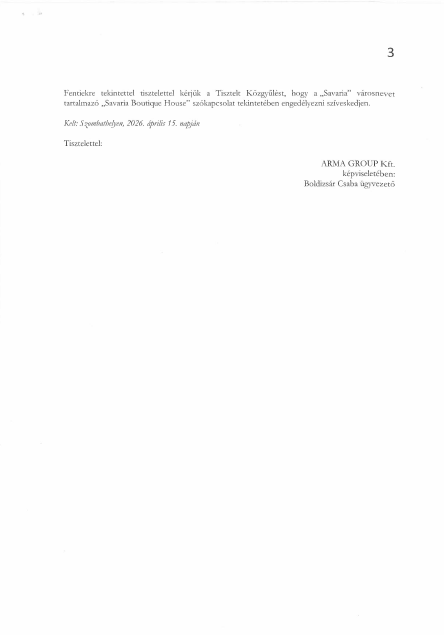 3
Fentiekre tekintettel tisztelettel kérjük a Tisztelt Közgyűlést, hogy a „Savaria” városnevet
tartalmazó „Savaria Boutique House” szókapcsolat tekintetében engedélyezni szíveskedjen.
Kelt: Szombathelyen, 2026. április 15. napján
Tisztelettel:
ARMA GROUP Kft.
képviseletében:
Boldizsár Csaba ügyvezető